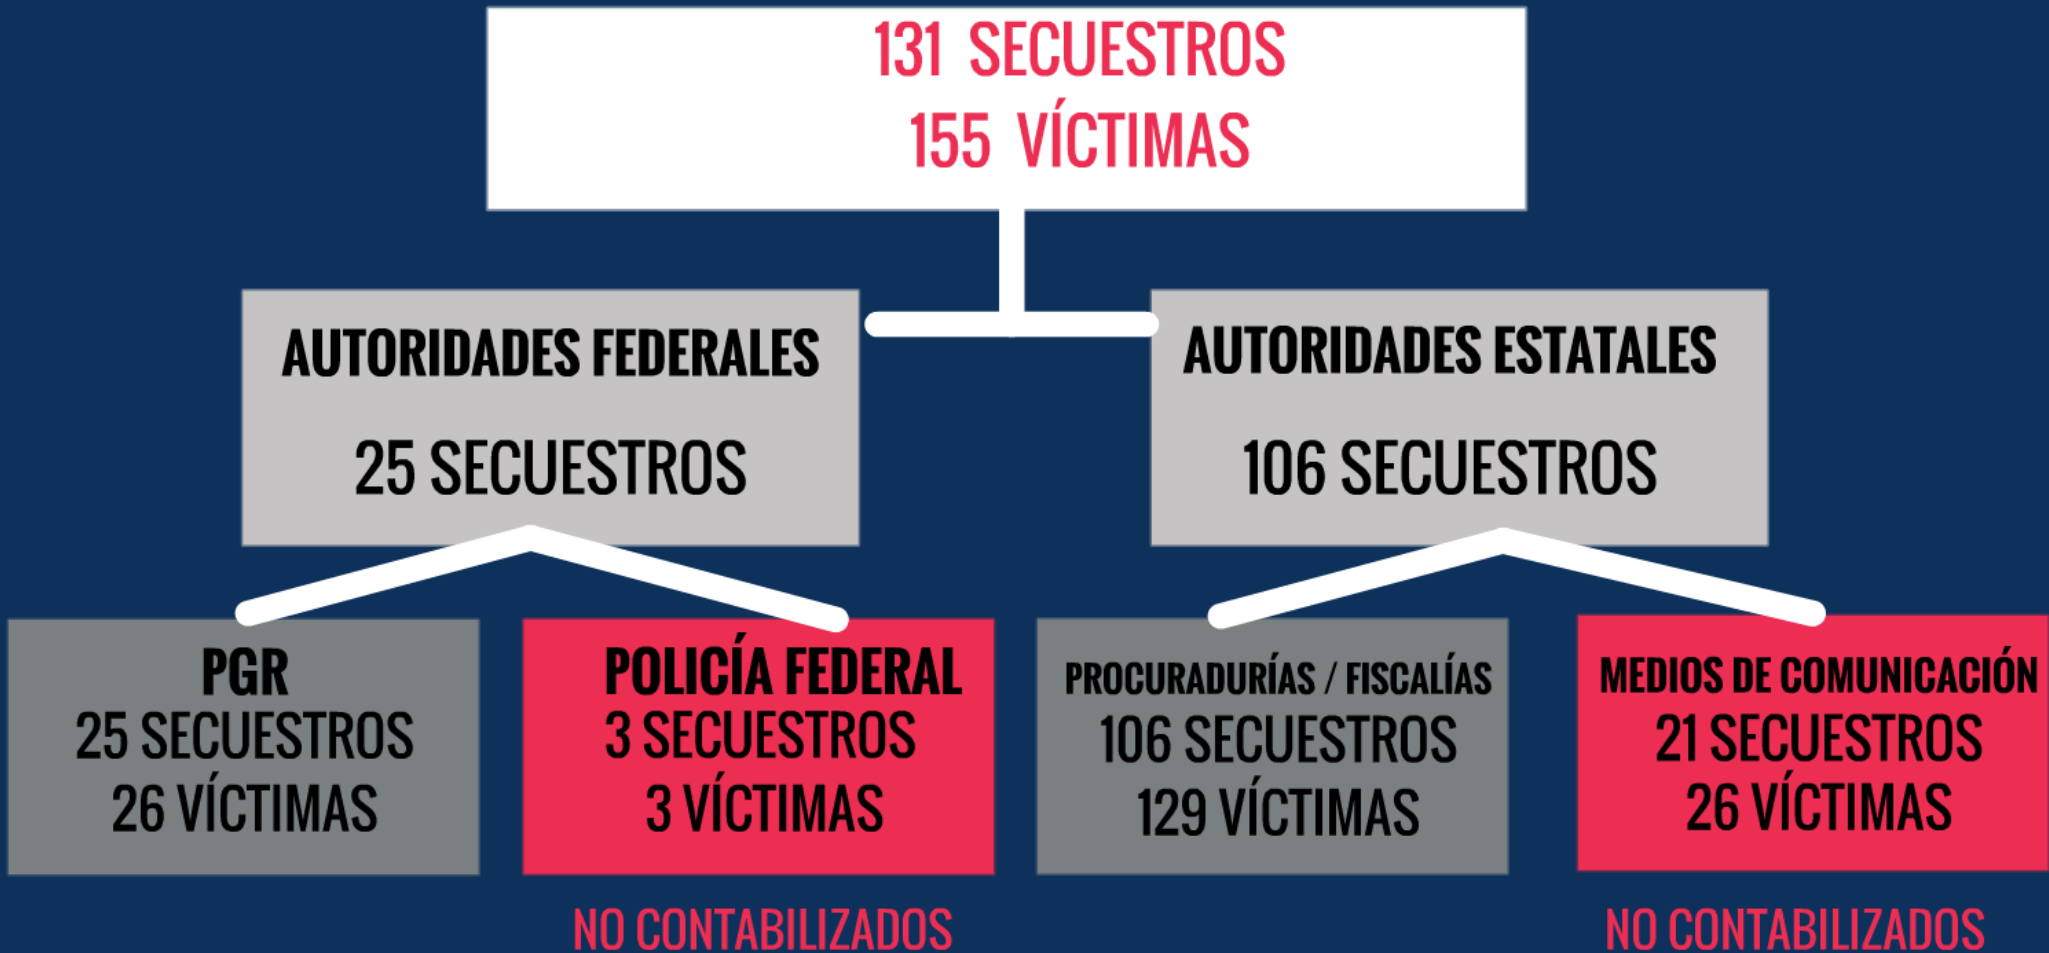 131 SECUESTROS
155 VÍCTIMAS
AUTORIDADES FEDERALES
25 SECUESTROS
AUTORIDADES ESTATALES
106 SECUESTROS
PGR
25 SECUESTROS
26 VÍCTIMAS
POLICÍA FEDERAL
3 SECUESTROS
3 VÍCTIMAS
NO CONTABILIZADOS
PROCURADURÍAS / FISCALÍAS
106 SECUESTROS
129 VÍCTIMAS
MEDIOS DE COMUNICACIÓN
21 SECUESTROS
26 VÍCTIMAS
NO CONTABILIZADOS